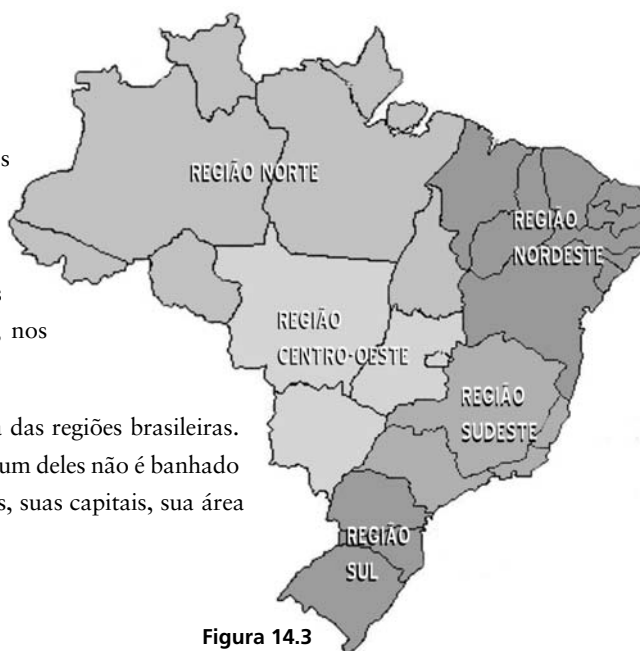 s
s
, nos
das regiões brasileiras.
um deles não é banhado
s, suas capitais, sua área
REGIÃO NORTE
REGIÃO
NORDESTE
REGIÃO
CENTRO-OESTE
REGIÃO
SUDESTE
REGIÃO
SUL
Figura 14.3